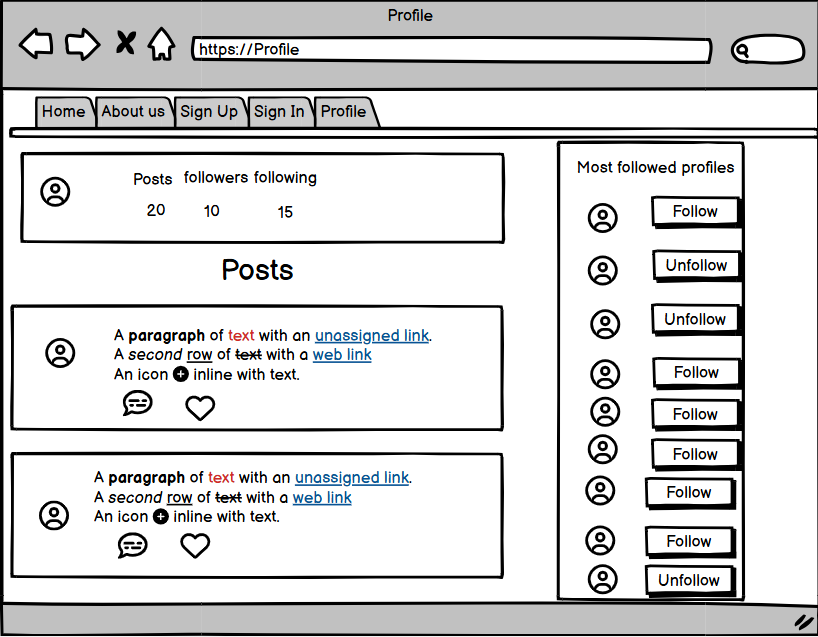 Profile
https://Profile
Home About us Sign Up Sign In Profile
Posts followers following
20 10 15
Posts
A paragraph of text with an unassigned link.
A second row of text with a web link
An icon inline with text.
A paragraph of text with an unassigned link.
A second row of text with a web link
An icon inline with text.
Most followed profiles
Follow
Unfollow
Unfollow
Follow
Follow
Follow
Follow
Follow
Unfollow